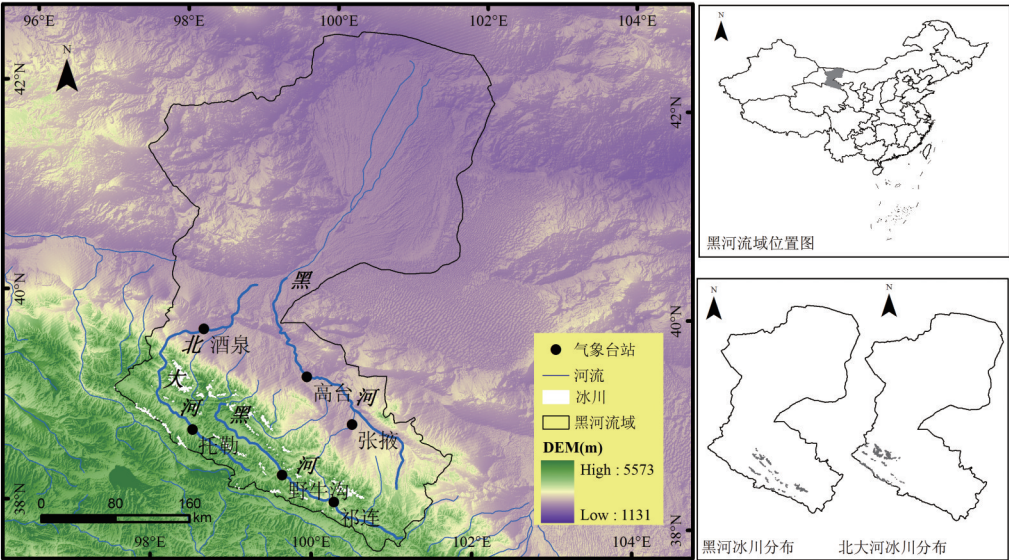 96°E
98°E
100°E
102°E
104°E
N
42°N
42°N
40°N
40°N
38°N
38°N
黑
北
酒泉
大
河
黑
高台
河
托勒
张掖
河
野牛沟
祁连
气象台站
河流
冰川
黑河流域
DEM(m)
High : 5573
Low : 1131
0
80
160
km
98°E
100°E
102°E
104°E
N
黑河流域位置图
N
N
黑河冰川分布
北大河冰川分布